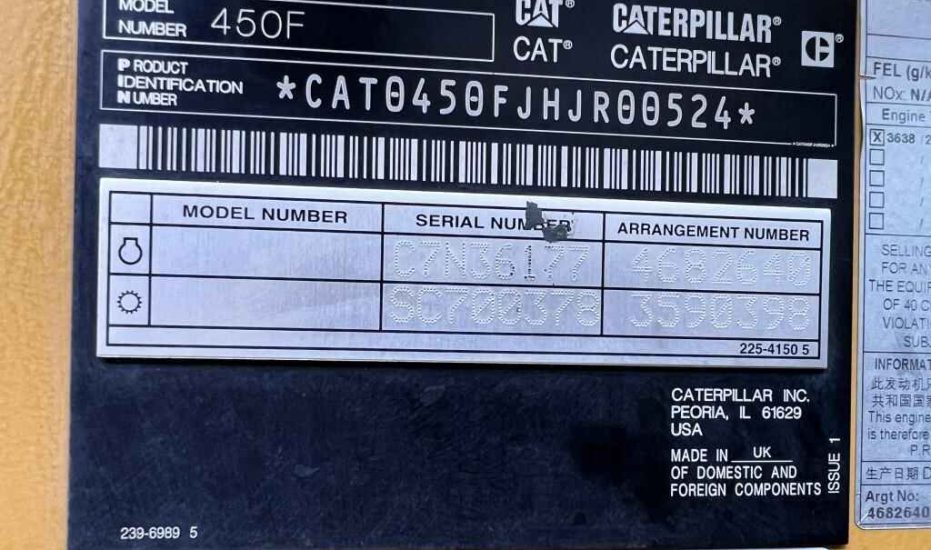 MODEL
NUMBER 450F
CAT® CATERPILLAR®
CAT® CATERPILLAR®
PRODUCT
IDENTIFICATION
NUMBER
*CAT0450FJHJR00524*
MODEL NUMBER SERIAL NUMBER ARRANGEMENT NUMBER
C7N36177 4682640
SC700378 3590398
225-4150 5
CATERPILLAR INC.
PEORIA, IL 61629
USA
MADE IN UK
OF DOMESTIC AND
FOREIGN COMPONENTS
ISSUE 1
239-6989 5
FEL (g/k
NOx: N/A
Engine
X 3638
SELLING
FOR AN
THE EQUI
OF 40 C
VIOLAT
SUB
INFORMAT
此发动机
共和国国
This engine
is therefore
P.R
生产日期 D
Argt No:
4682640